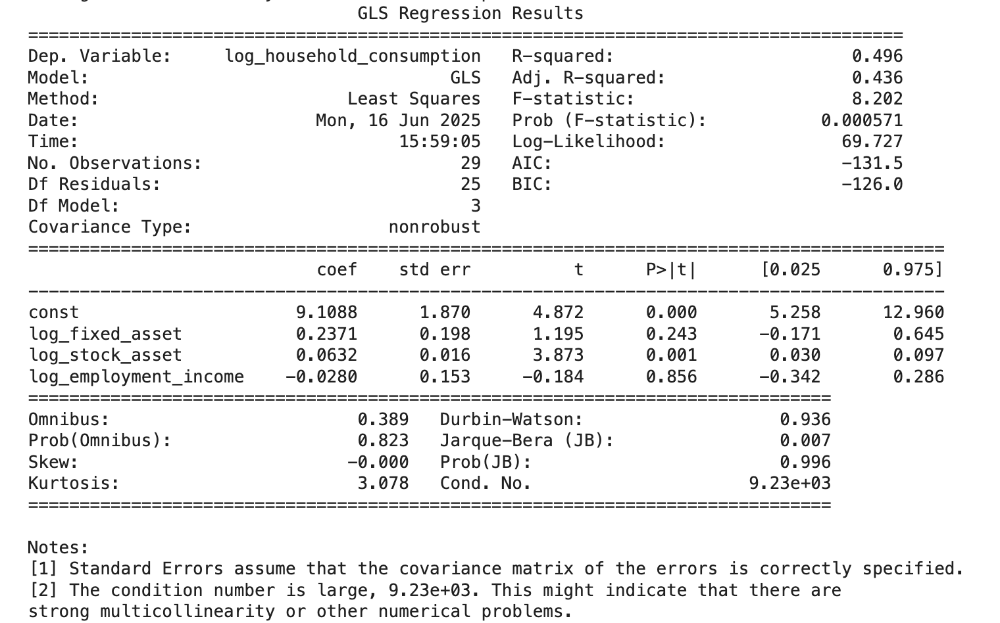 GLS Regression Results
==============================================================================
Dep. Variable: log_household_consumption R-squared: 0.496
Model: GLS Adj. R-squared: 0.436
Method: Least Squares F-statistic: 8.202
Date: Mon, 16 Jun 2025 Prob (F-statistic): 0.000571
Time: 15:59:05 Log-Likelihood: 69.727
No. Observations: 29 AIC: -131.5
Df Residuals: 25 BIC: -126.0
Df Model: 3
Covariance Type: nonrobust
==============================================================================
coef std err t P>|t| [0.025 0.975]
------------------------------------------------------------------------------
const 9.1088 1.870 4.872 0.000 5.258 12.960
log_fixed_asset 0.2371 0.198 1.195 0.243 -0.171 0.645
log_stock_asset 0.0632 0.016 3.873 0.001 0.030 0.097
log_employment_income -0.0280 0.153 -0.184 0.856 -0.342 0.286
==============================================================================
Omnibus: 0.389 Durbin-Watson: 0.936
Prob(Omnibus): 0.823 Jarque-Bera (JB): 0.007
Skew: -0.000 Prob(JB): 0.996
Kurtosis: 3.078 Cond. No. 9.23e+03
==============================================================================
Notes:
[1] Standard Errors assume that the covariance matrix of the errors is correctly specified.
[2] The condition number is large, 9.23e+03. This might indicate that there are
strong multicollinearity or other numerical problems.